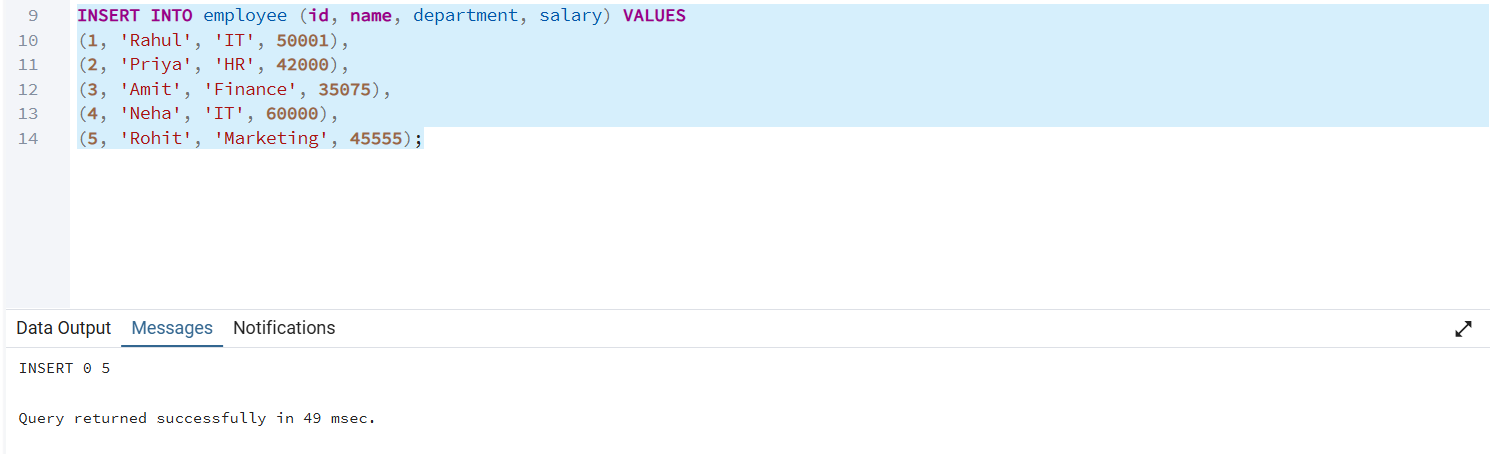 9 INSERT INTO employee (id, name, department, salary) VALUES
10 (1, 'Rahul', 'IT', 50001),
11 (2, 'Priya', 'HR', 42000),
12 (3, 'Amit', 'Finance', 35075),
13 (4, 'Neha', 'IT', 60000),
14 (5, 'Rohit', 'Marketing', 45555);
Data Output Messages Notifications
INSERT 0 5
Query returned successfully in 49 msec.